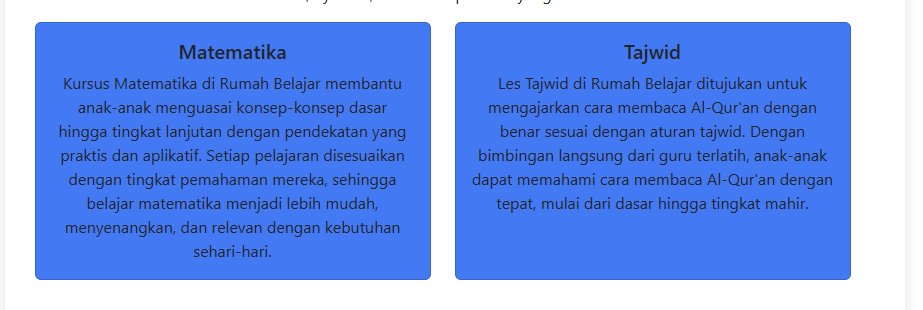 Matematika
Kursus Matematika di Rumah Belajar membantu
anak-anak menguasai konsep-konsep dasar
hingga tingkat lanjutan dengan pendekatan yang
praktis dan aplikatif. Setiap pelajaran disesuaikan
dengan tingkat pemahaman mereka, sehingga
belajar matematika menjadi lebih mudah,
menyenangkan, dan relevan dengan kebutuhan
sehari-hari.
Tajwid
Les Tajwid di Rumah Belajar ditujukan untuk
mengajarkan cara membaca Al-Qur'an dengan
benar sesuai dengan aturan tajwid. Dengan
bimbingan langsung dari guru terlatih, anak-anak
dapat memahami cara membaca Al-Qur'an dengan
tepat, mulai dari dasar hingga tingkat mahir.